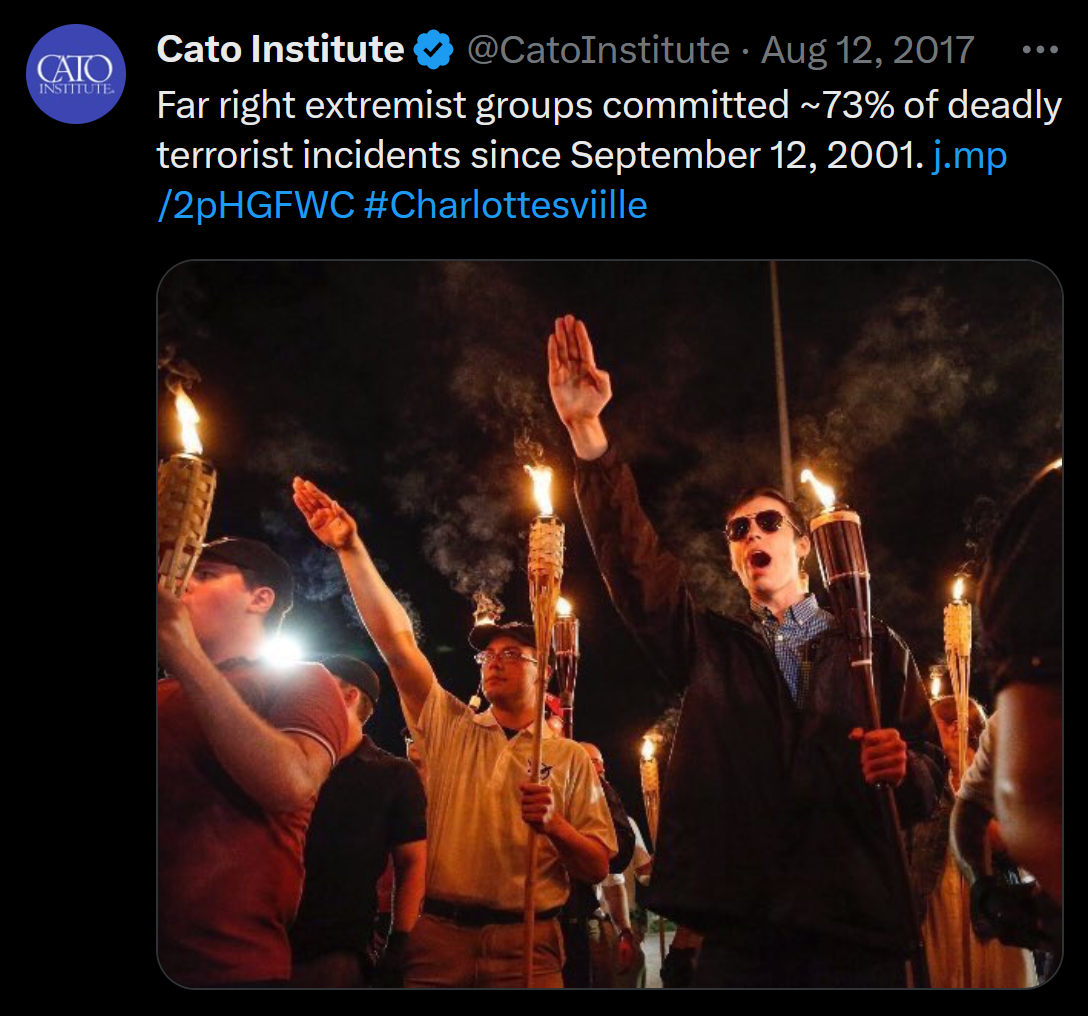 CATO
INSTITUTE.
Cato Institute @CatoInstitute · Aug 12, 2017
Far right extremist groups committed ~73% of deadly
terrorist incidents since September 12, 2001. j.mp
/2pHGFWC #Charlottesviille